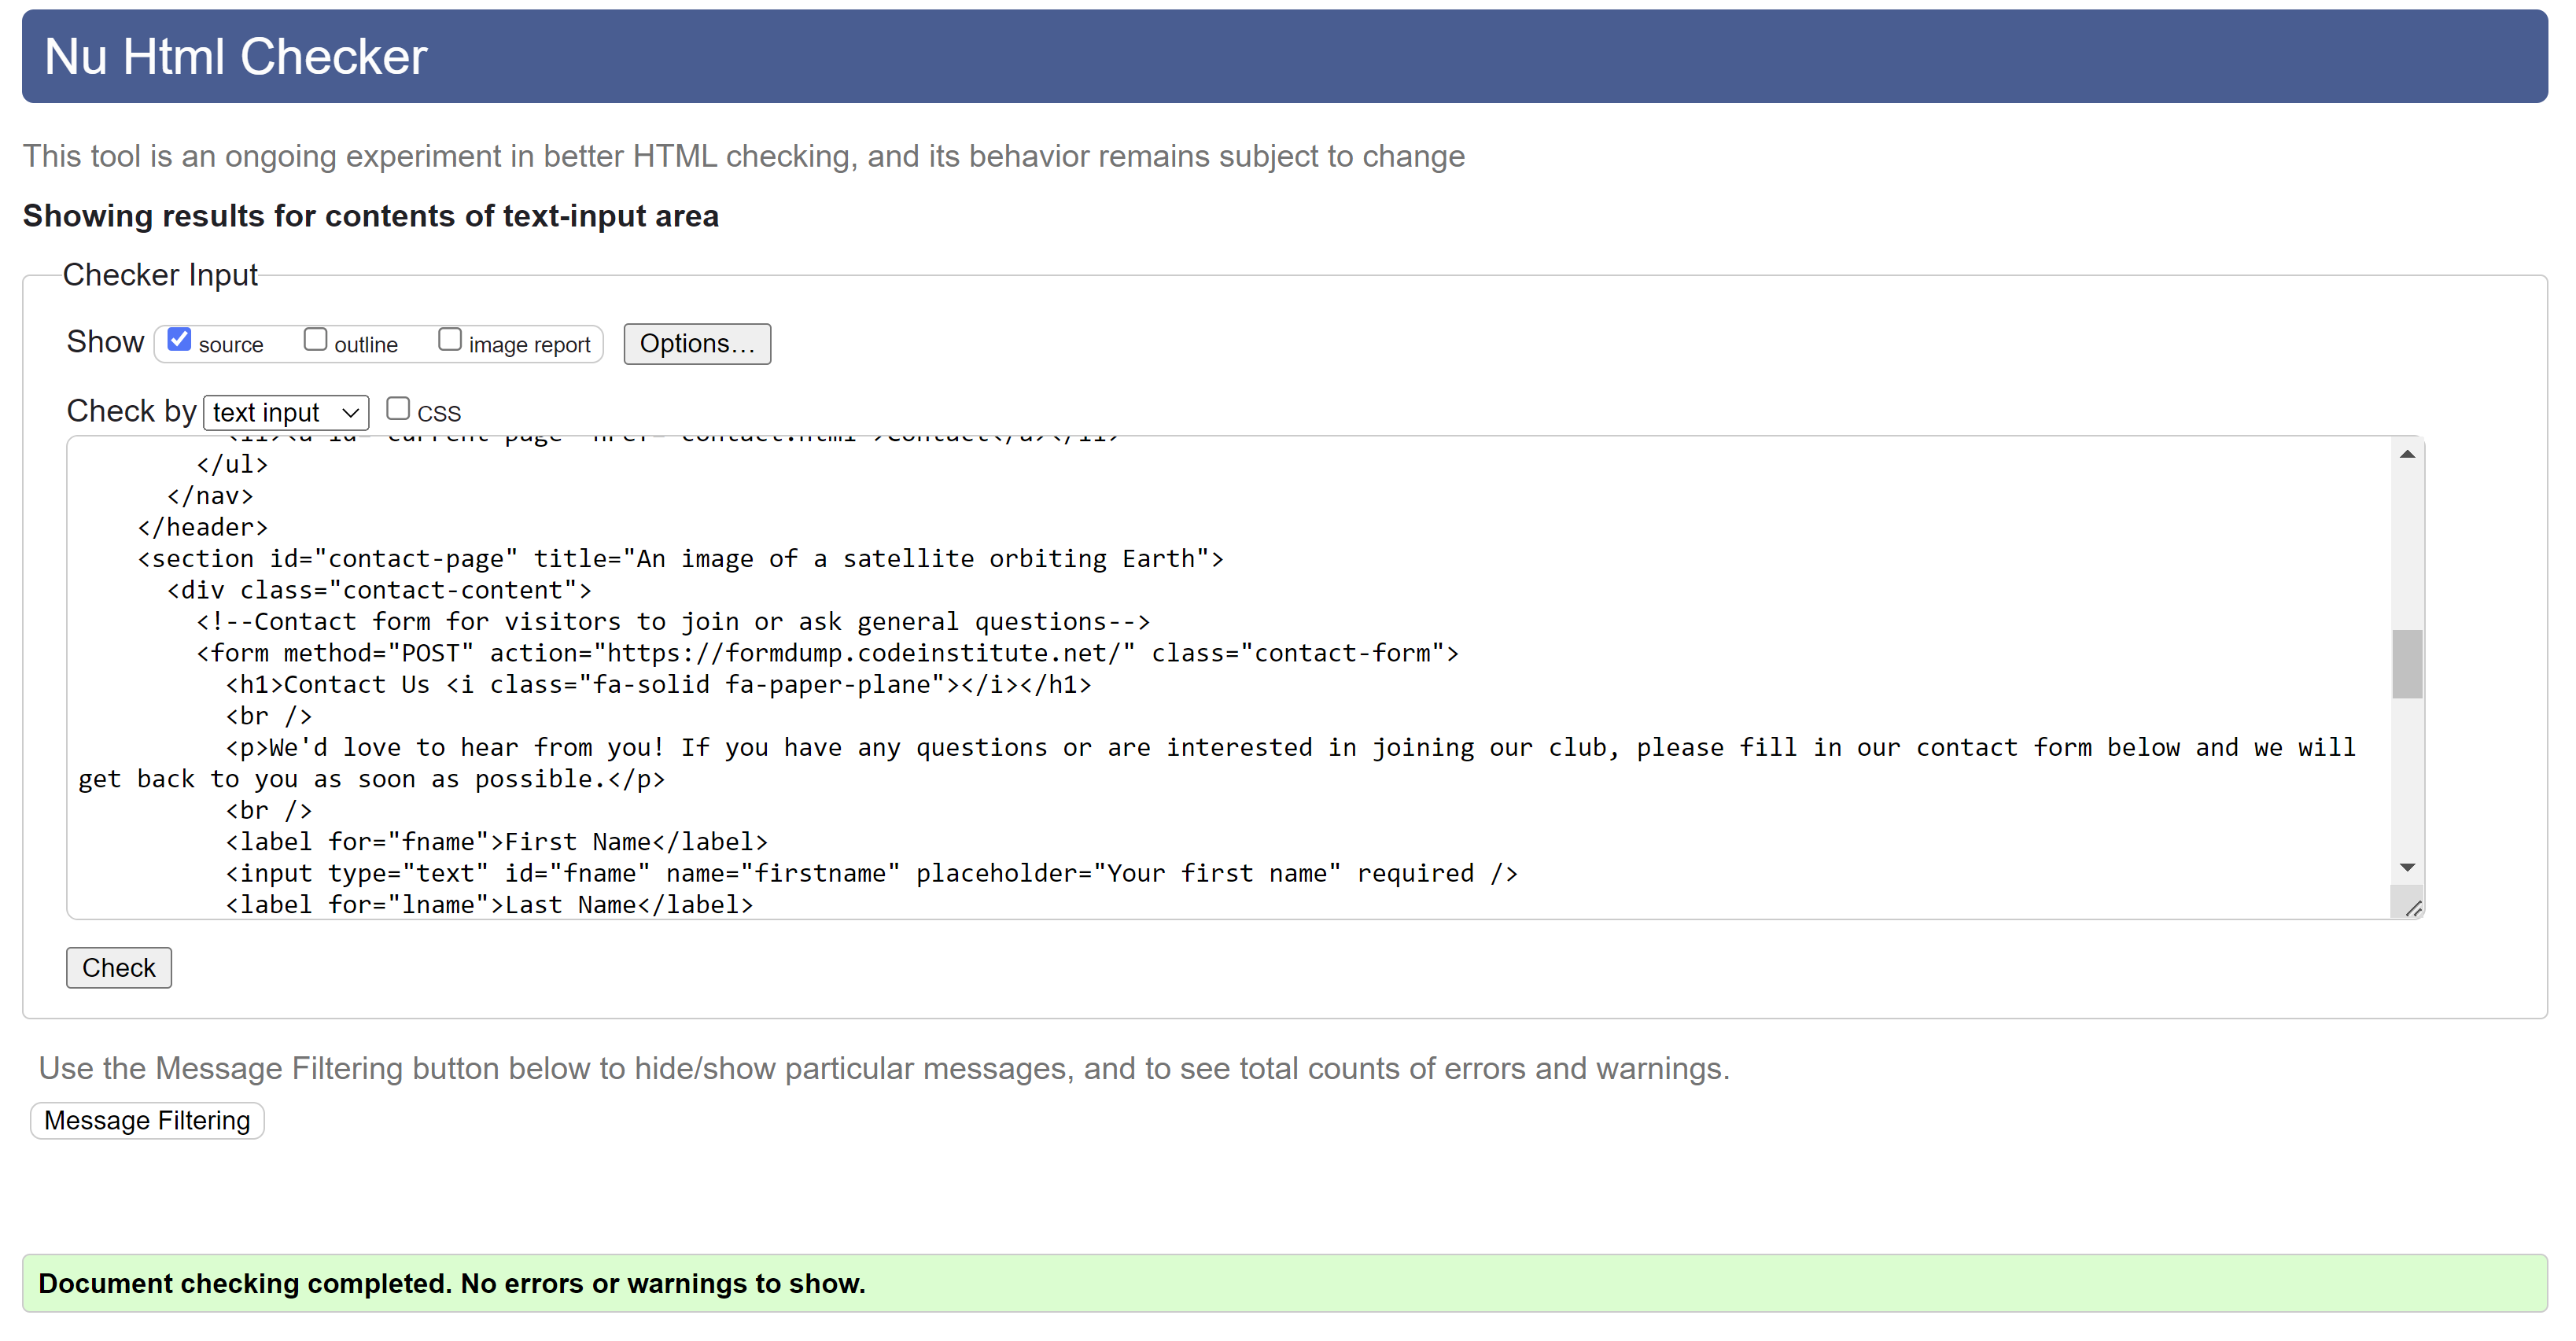 Nu Html Checker
This tool is an ongoing experiment in better HTML checking, and its behavior remains subject to change
Showing results for contents of text-input area
Checker Input
Show source outline image report Options…
Check by text input CSS
<li><a id="current-page" href="contact.html">Contact</a></li>
</ul>
</nav>
</header>
<section id="contact-page" title="An image of a satellite orbiting Earth">
<div class="contact-content">
<!--Contact form for visitors to join or ask general questions-->
<form method="POST" action="https://formdump.codeinstitute.net/" class="contact-form">
<h1>Contact Us <i class="fa-solid fa-paper-plane"></i></h1>
<br />
<p>We'd love to hear from you! If you have any questions or are interested in joining our club, please fill in our contact form below and we will
get back to you as soon as possible.</p>
<br />
<label for="fname">First Name</label>
<input type="text" id="fname" name="firstname" placeholder="Your first name" required />
<label for="lname">Last Name</label>
Check
Use the Message Filtering button below to hide/show particular messages, and to see total counts of errors and warnings.
Message Filtering
Document checking completed. No errors or warnings to show.